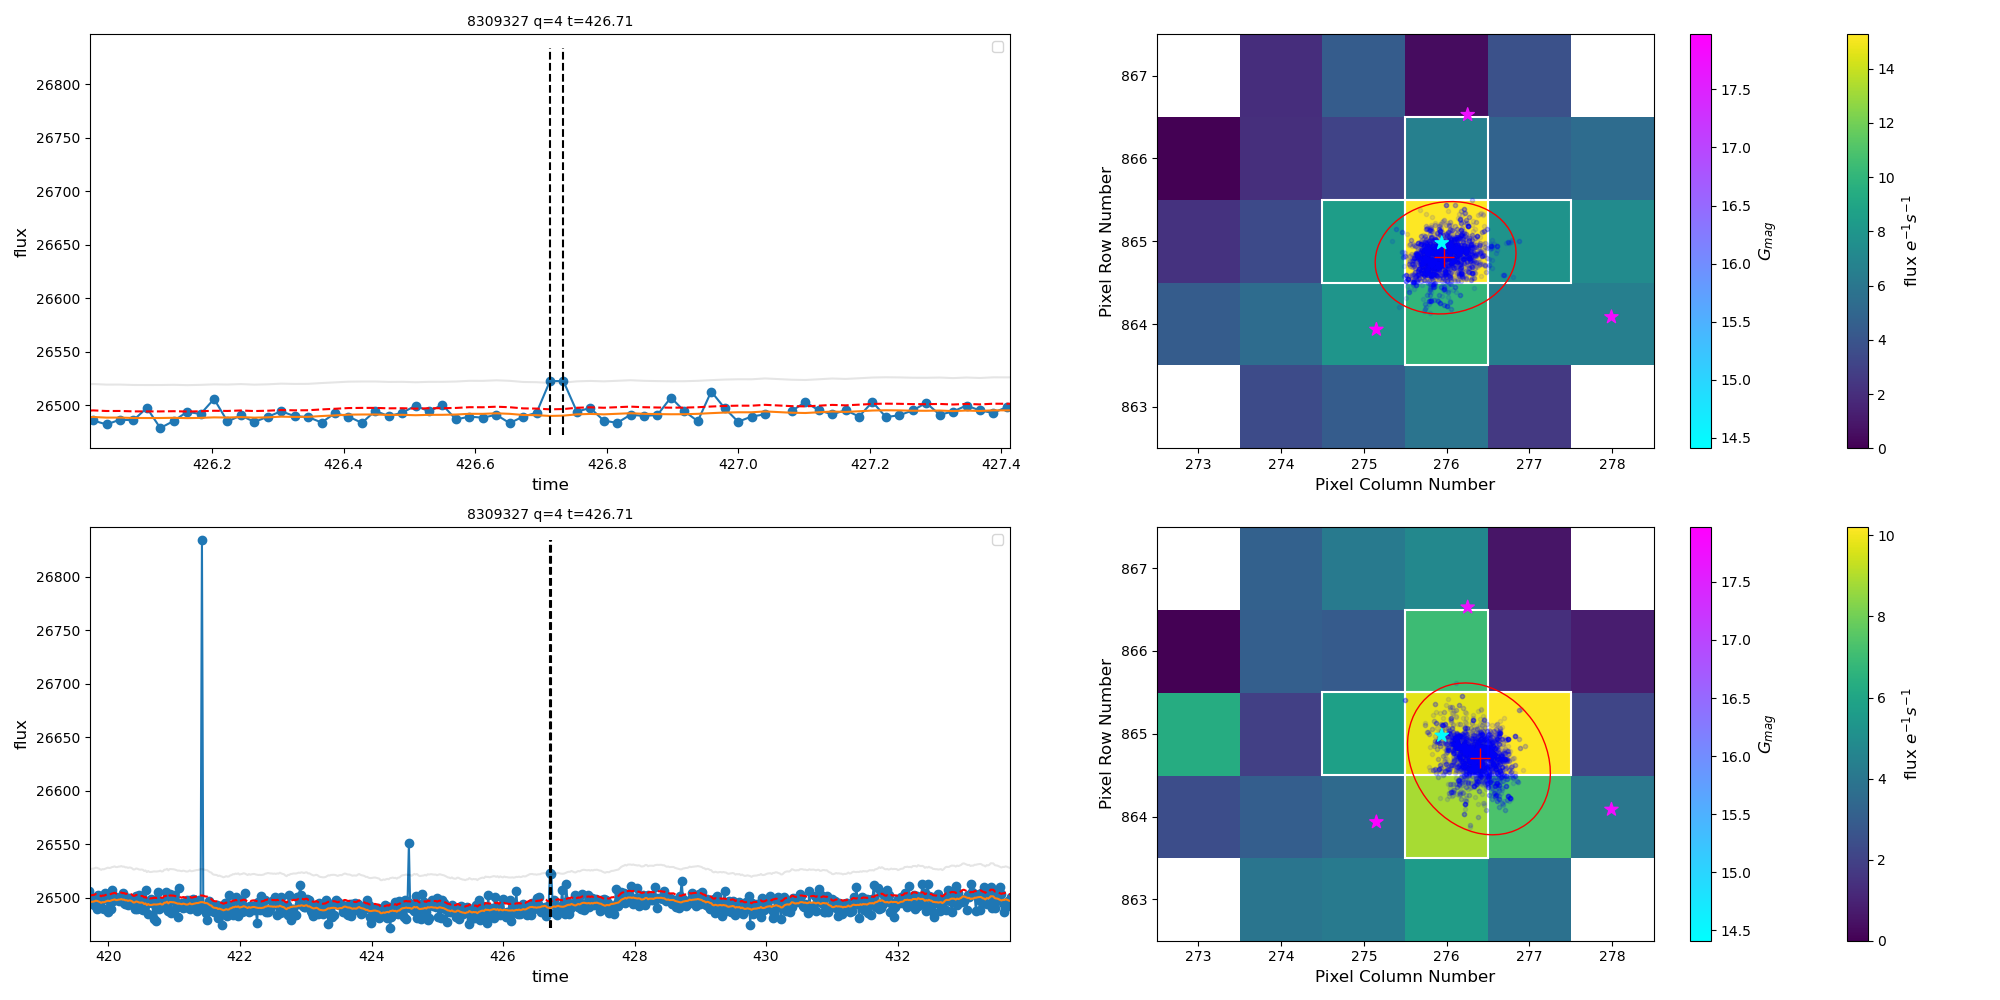 8309327 q=4 t=426.71
26800
26750
26700
26650
26600
26550
26500
flux
426.2 426.4 426.6 426.8 427.0 427.2 427.4
time
867
866
865
864
863
Pixel Row Number
273 274 275 276 277 278
Pixel Column Number
17.5
17.0
16.5
16.0
15.5
15.0
14.5
G_mag
14
12
10
8
6
4
2
0
flux e⁻¹s⁻¹
8309327 q=4 t=426.71
26800
26750
26700
26650
26600
26550
26500
flux
420 422 424 426 428 430 432
time
867
866
865
864
863
Pixel Row Number
273 274 275 276 277 278
Pixel Column Number
17.5
17.0
16.5
16.0
15.5
15.0
14.5
G_mag
10
8
6
4
2
0
flux e⁻¹s⁻¹